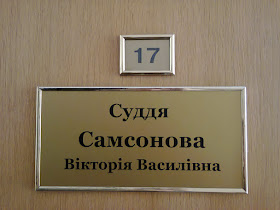 17
Суддя
Самсонова
Вікторія Василівна